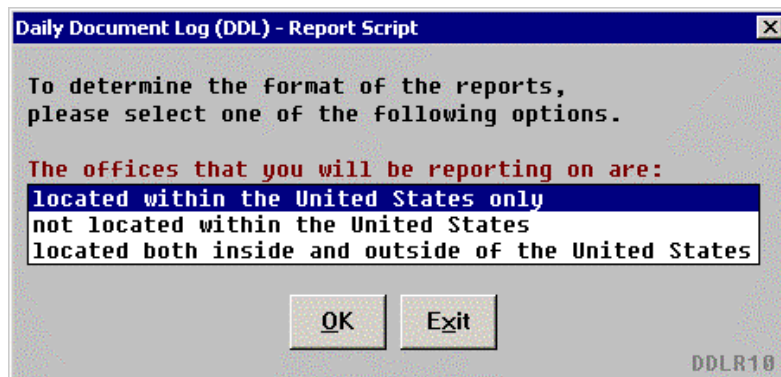 Daily Document Log (DDL) - Report Script
To determine the format of the reports,
please select one of the following options.
The offices that you will be reporting on are:
located within the United States only
not located within the United States
located both inside and outside of the United States
OK Exit
DDLR10